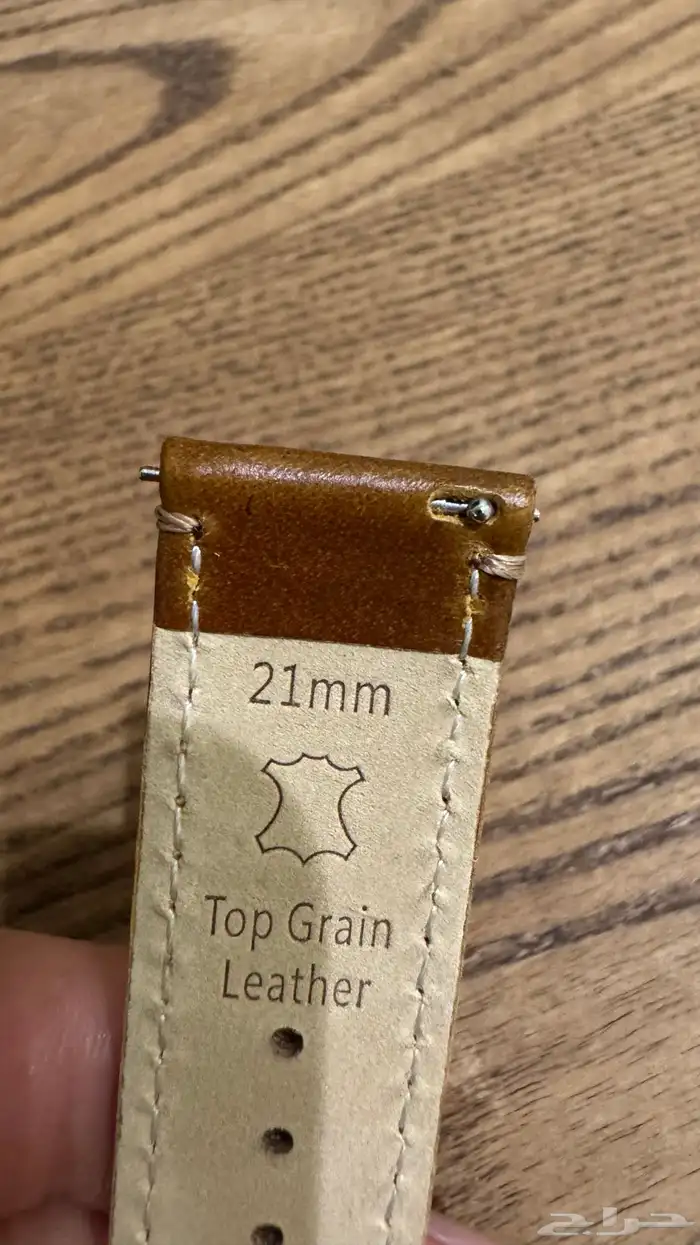 21mm
Top Grain
Leather
حراج